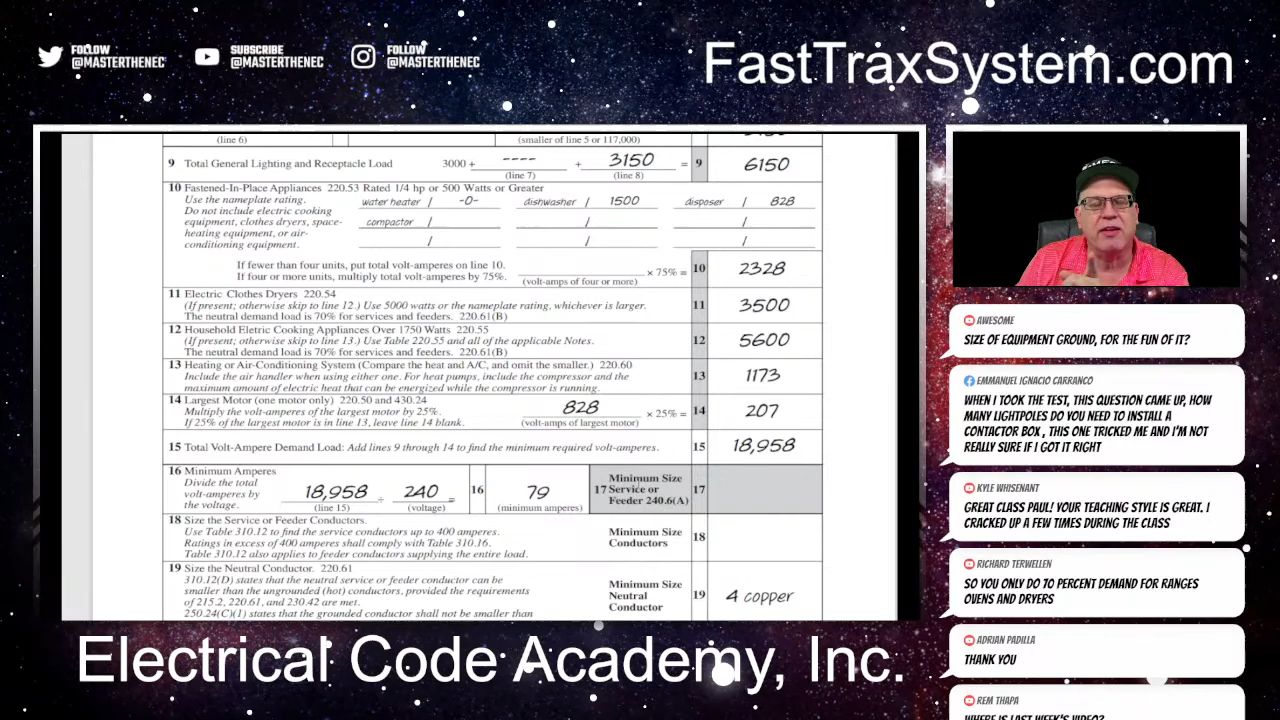 FOLLOW
@MASTERTHENEC
SUBSCRIBE
@MASTERTHENEC
FOLLOW
@MASTERTHENEC
FastTraxSystem.com
(line 6)
(smaller of line 5 or 117,000)
9 Total General Lighting and Receptacle Load 3000 + ---- + 3150 = 9 6150
(line 7) (line 8)
10 Fastened-In-Place Appliances 220.53 Rated 1/4 hp or 500 Watts or Greater
Use the nameplate rating. water heater / -0- dishwasher / 1500 disposer / 828
Do not include electric cooking
equipment, clothes dryers, space- compactor / / /
heating equipment, or air-
conditioning equipment. / / /
If fewer than four units, put total volt-amperes on line 10.
If four or more units, multiply total volt-amperes by 75%. × 75% = 10 2328
(volt-amps of four or more)
11 Electric Clothes Dryers 220.54
(If present; otherwise skip to line 12.) Use 5000 watts or the nameplate rating, whichever is larger. 11 3500
The neutral demand load is 70% for services and feeders. 220.61(B)
12 Household Eletric Cooking Appliances Over 1750 Watts 220.55
(If present; otherwise skip to line 13.) Use Table 220.55 and all of the applicable Notes. 12 5600
The neutral demand load is 70% for services and feeders. 220.61(B)
13 Heating or Air-Conditioning System (Compare the heat and A/C, and omit the smaller.) 220.60
Include the air handler when using either one. For heat pumps, include the compressor and the 13 1173
maximum amount of electric heat that can be energized while the compressor is running.
14 Largest Motor (one motor only) 220.50 and 430.24
Multiply the volt-amperes of the largest motor by 25%. 828 × 25% = 14 207
If 25% of the largest motor is in line 13, leave line 14 blank. (volt-amps of largest motor)
15 Total Volt-Ampere Demand Load: Add lines 9 through 14 to find the minimum required volt-amperes. 15 18,958
16 Minimum Amperes
Divide the total
volt-amperes by
the voltage.
18,958 ÷ 240 = 16 79
(line 15) (voltage) (minimum amperes)
Minimum Size
17 Service or 17
Feeder 240.6(A)
18 Size the Service or Feeder Conductors.
Use Table 310.12 to find the service conductors up to 400 amperes.
Ratings in excess of 400 amperes shall comply with Table 310.16.
Table 310.12 also applies to feeder conductors supplying the entire load.
Minimum Size
Conductors 18
19 Size the Neutral Conductor. 220.61
310.12(D) states that the neutral service or feeder conductor can be
smaller than the ungrounded (hot) conductors, provided the requirements
of 215.2, 220.61, and 230.42 are met.
250.24(C)(1) states that the grounded conductor shall not be smaller than
Minimum Size
Neutral
Conductor 19 4 copper
AWESOME
SIZE OF EQUIPMENT GROUND, FOR THE FUN OF IT?
EMMANUEL IGNACIO CARRANCO
WHEN I TOOK THE TEST, THIS QUESTION CAME UP, HOW
MANY LIGHTPOLES DO YOU NEED TO INSTALL A
CONTACTOR BOX , THIS ONE TRICKED ME AND I'M NOT
REALLY SURE IF I GOT IT RIGHT
KYLE WHISENANT
GREAT CLASS PAUL! YOUR TEACHING STYLE IS GREAT. I
CRACKED UP A FEW TIMES DURING THE CLASS
RICHARD TERWELLEN
SO YOU ONLY DO 70 PERCENT DEMAND FOR RANGES
OVENS AND DRYERS
ADRIAN PADILLA
THANK YOU
REM THAPA
WHERE IS LAST WEEK'S VIDEO?
Electrical Code Academy, Inc.